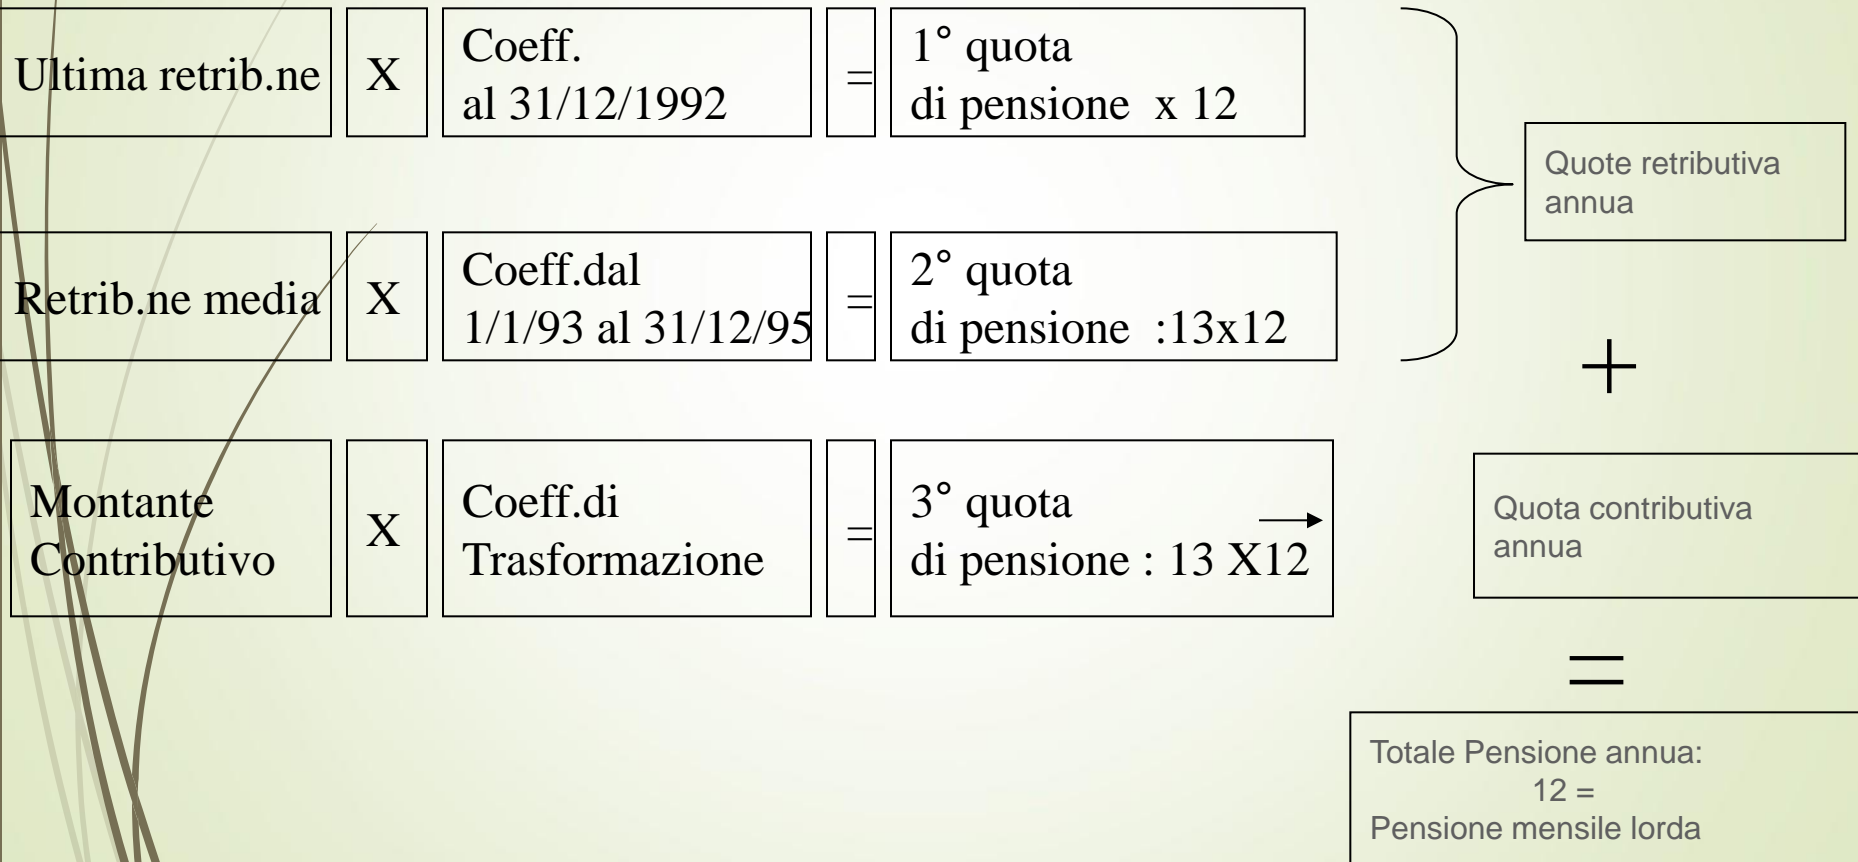 Ultima retrib.ne
X
Coeff.
al 31/12/1992
=
1° quota
di pensione  x 12
Quote retributiva
annua
Retrib.ne media
X
Coeff.dal
1/1/93 al 31/12/95
=
2° quota
di pensione  :13x12
+
Montante
Contributivo
X
Coeff.di
Trasformazione
=
3° quota
di pensione : 13 X12
Quota contributiva
annua
=
Totale Pensione annua:
12 =
Pensione mensile lorda